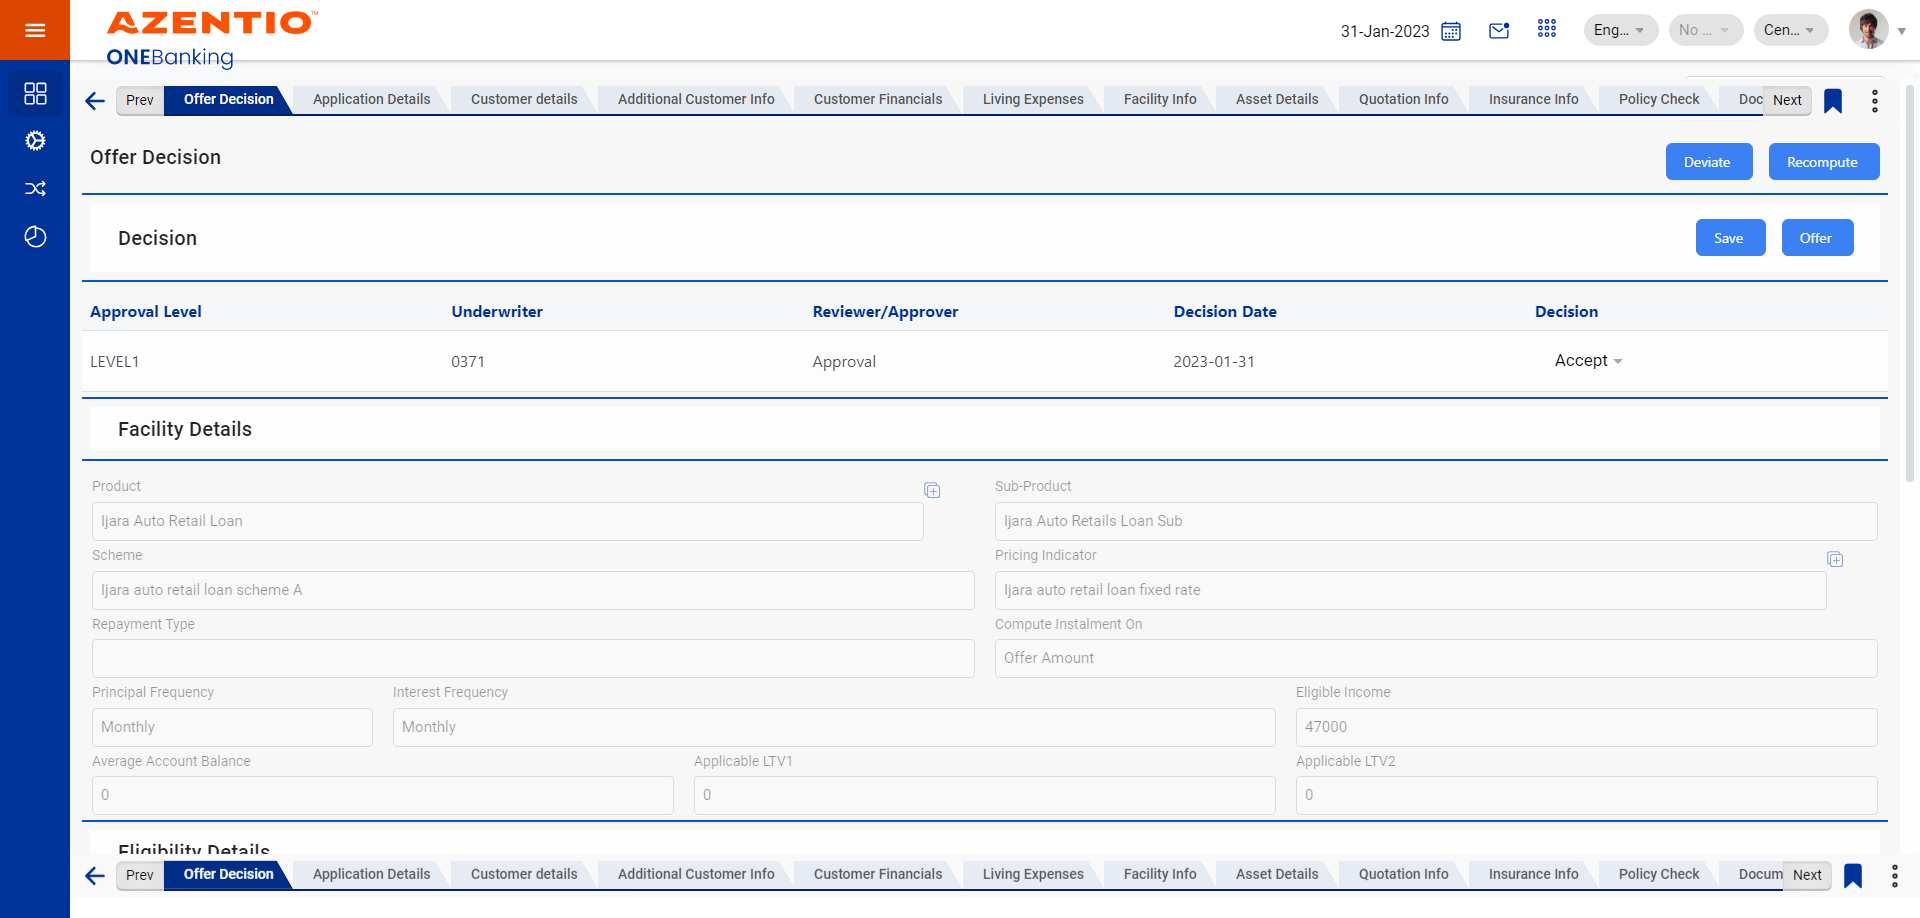 AZENTIO™
ONEBanking
31-Jan-2023
Eng...
No ...
Cen...
Prev
Offer Decision
Application Details
Customer details
Additional Customer Info
Customer Financials
Living Expenses
Facility Info
Asset Details
Quotation Info
Insurance Info
Policy Check
Doc
Next
Offer Decision
Deviate
Recompute
Decision
Save
Offer
Approval Level
Underwriter
Reviewer/Approver
Decision Date
Decision
LEVEL1
0371
Approval
2023-01-31
Accept
Facility Details
Product
Sub-Product
Ijara Auto Retail Loan
Ijara Auto Retails Loan Sub
Scheme
Pricing Indicator
Ijara auto retail loan scheme A
Ijara auto retail loan fixed rate
Repayment Type
Compute Instalment On
Offer Amount
Principal Frequency
Interest Frequency
Eligible Income
Monthly
Monthly
47000
Average Account Balance
Applicable LTV1
Applicable LTV2
0
0
0
Eligibility Details
Prev
Offer Decision
Application Details
Customer details
Additional Customer Info
Customer Financials
Living Expenses
Facility Info
Asset Details
Quotation Info
Insurance Info
Policy Check
Docum
Next